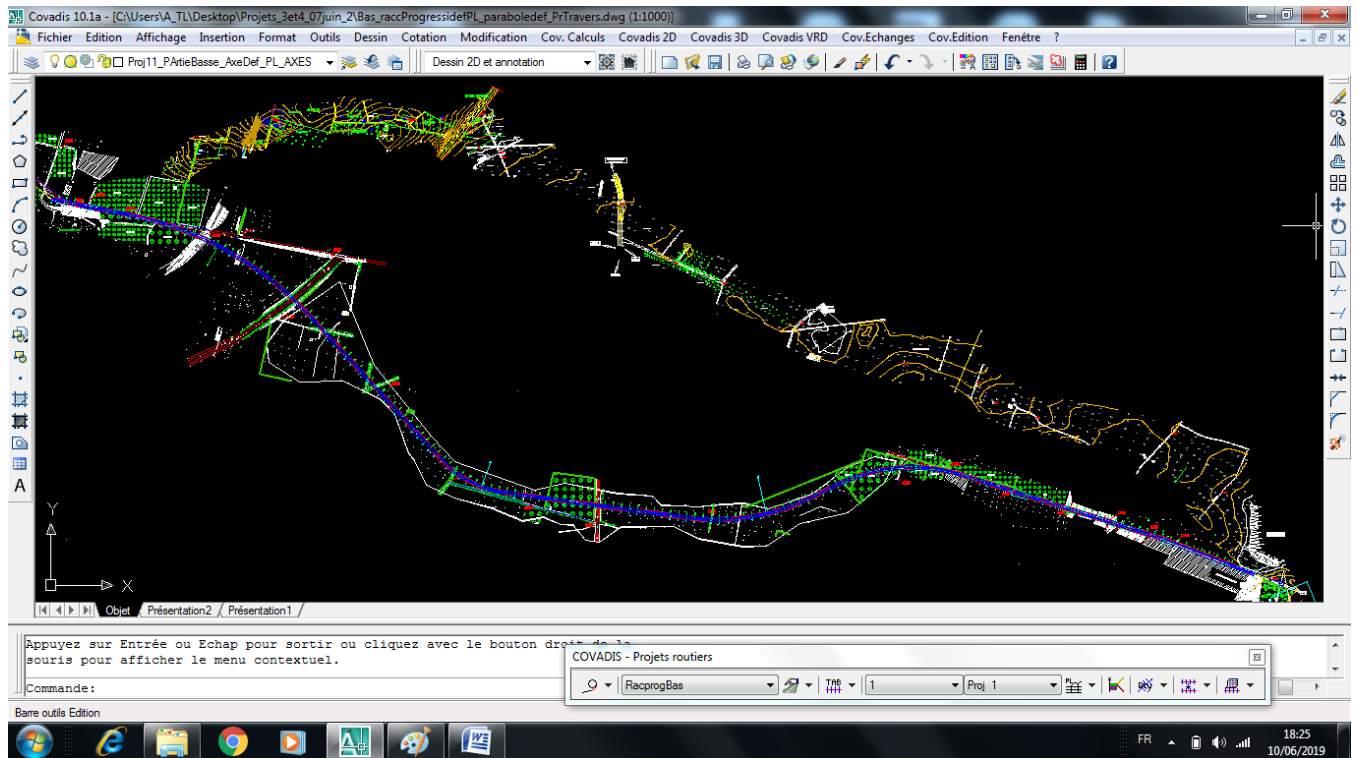 Covadis 10.1a - [C:\Users\A_TL\Desktop\Projets_3et4_07juin_2\Bas_raccProgressidefPL_paraboledef_PrTravers.dwg (1:1000)]
Fichier Edition Affichage Insertion Format Outils Dessin Cotation Modification Cov. Calculs Covadis 2D Covadis 3D Covadis VRD Cov.Echanges Cov.Edition Fenêtre ?
Proj11_PArtieBasse_AxeDef_PL_AXES Dessin 2D et annotation
A
Y
X
Objet Présentation2 Présentation1
Appuyez sur Entrée ou Echap pour sortir ou cliquez avec le bouton droit de la
souris pour afficher le menu contextuel.
Commande:
COVADIS - Projets routiers
RacprogBas TAB 1 Proj 1
Barre outils Edition
FR 18:25
10/06/2019